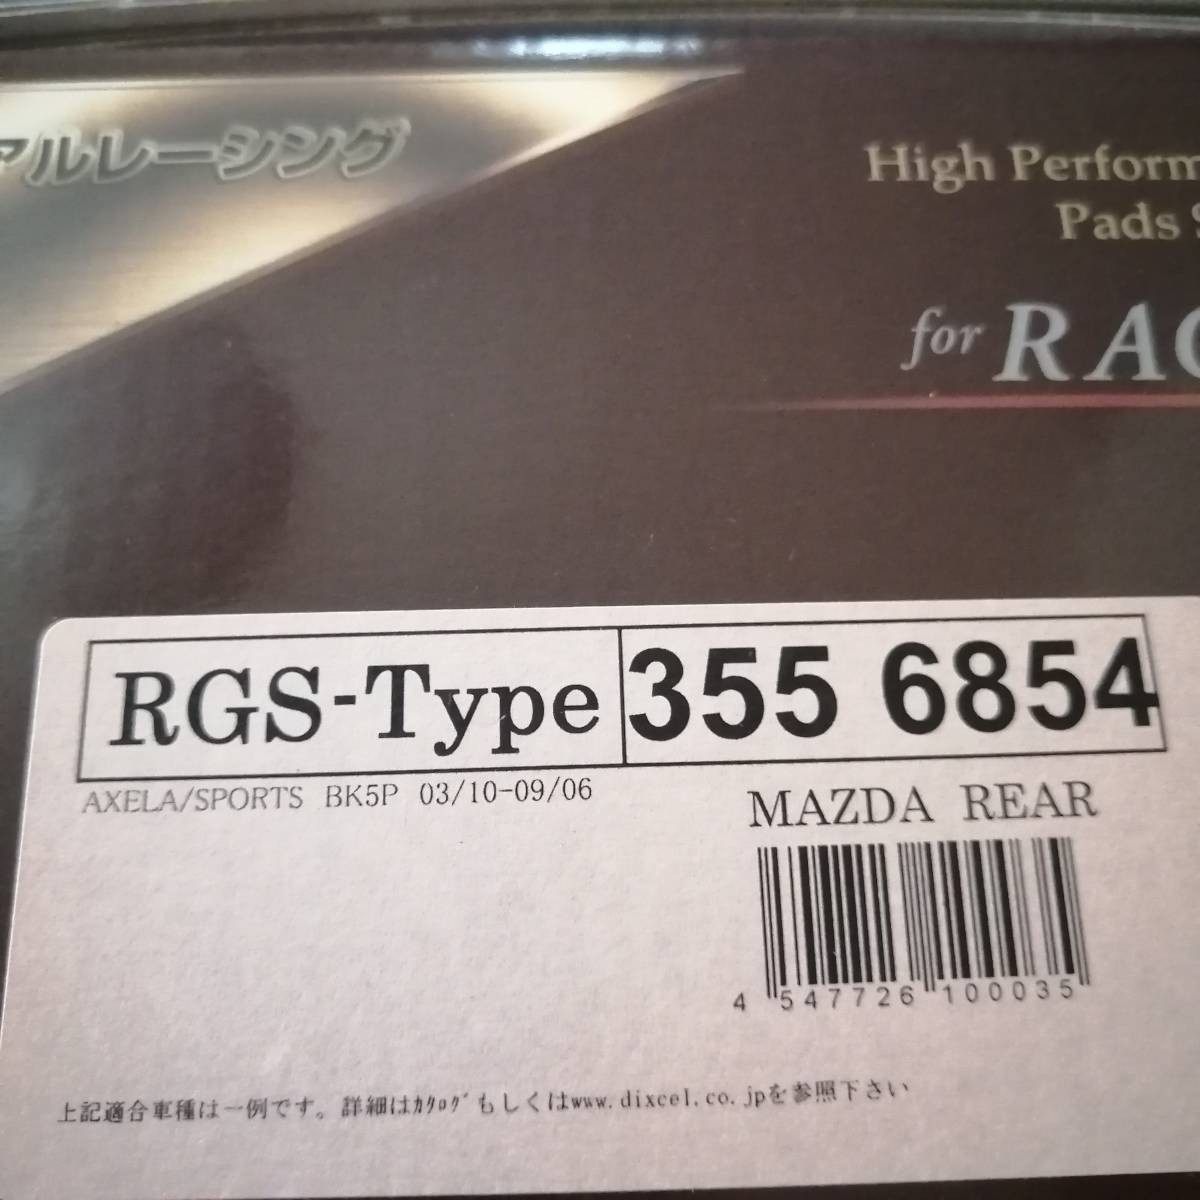 アルレーシング
High Perform
Pads S
for RAC
RGS-Type 355 6854
AXELA/SPORTS BK5P 03/10-09/06
MAZDA REAR
4 547726 100035
上記適合車種は一例です。詳細はｶﾀﾛｸﾞもしくはwww.dixcel.co.jpを参照下さい